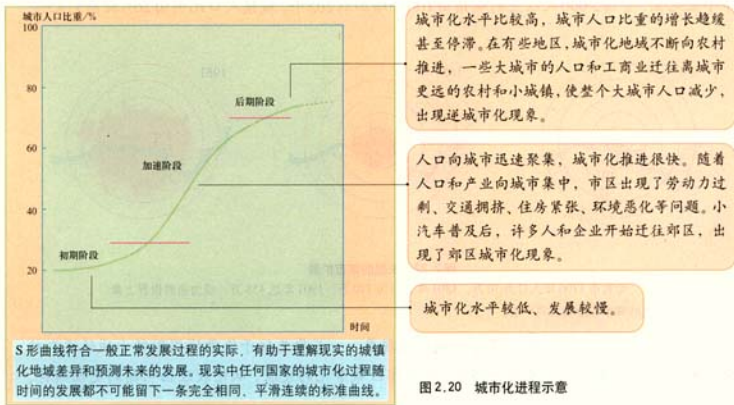 城市人口比重/%
100
80
60
40
20
后期阶段
加速阶段
初期阶段
时间
S形曲线符合一般正常发展过程的实际，有助于理解现实的城镇
化地域差异和预测未来的发展。现实中任何国家的城市化过程随
时间的发展都不可能留下一条完全相同、平滑连续的标准曲线。
城市化水平比较高，城市人口比重的增长趋缓
甚至停滞。在有些地区，城市化地域不断向农村
推进，一些大城市的人口和工商业迁往离城市
更远的农村和小城镇，使整个大城市人口减少，
出现逆城市化现象。
人口向城市迅速聚集，城市化推进很快。随着
人口和产业向城市集中，市区出现了劳动力过
剩、交通拥挤、住房紧张、环境恶化等问题。小
汽车普及后，许多人和企业开始迁往郊区，出
现了郊区城市化现象。
城市化水平较低、发展较慢。
图2.20 城市化进程示意